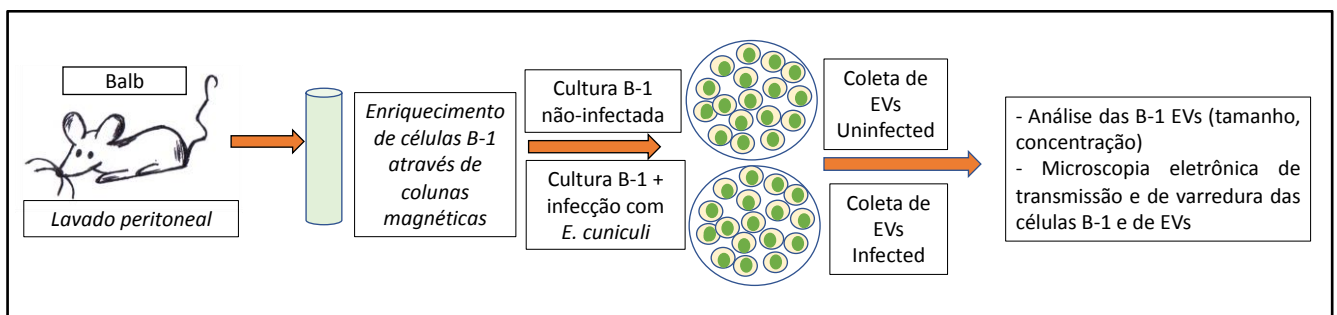 Balb
Lavado peritoneal
Enriquecimento
de células B-1
através de
colunas
magnéticas
Cultura B-1
não-infectada
Cultura B-1 +
infecção com
E. cuniculi
Coleta de
EVs
Uninfected
Coleta de
EVs
Infected
- Análise das B-1 EVs (tamanho,
concentração)
- Microscopia eletrônica de
transmissão e de varredura das
células B-1 e de EVs